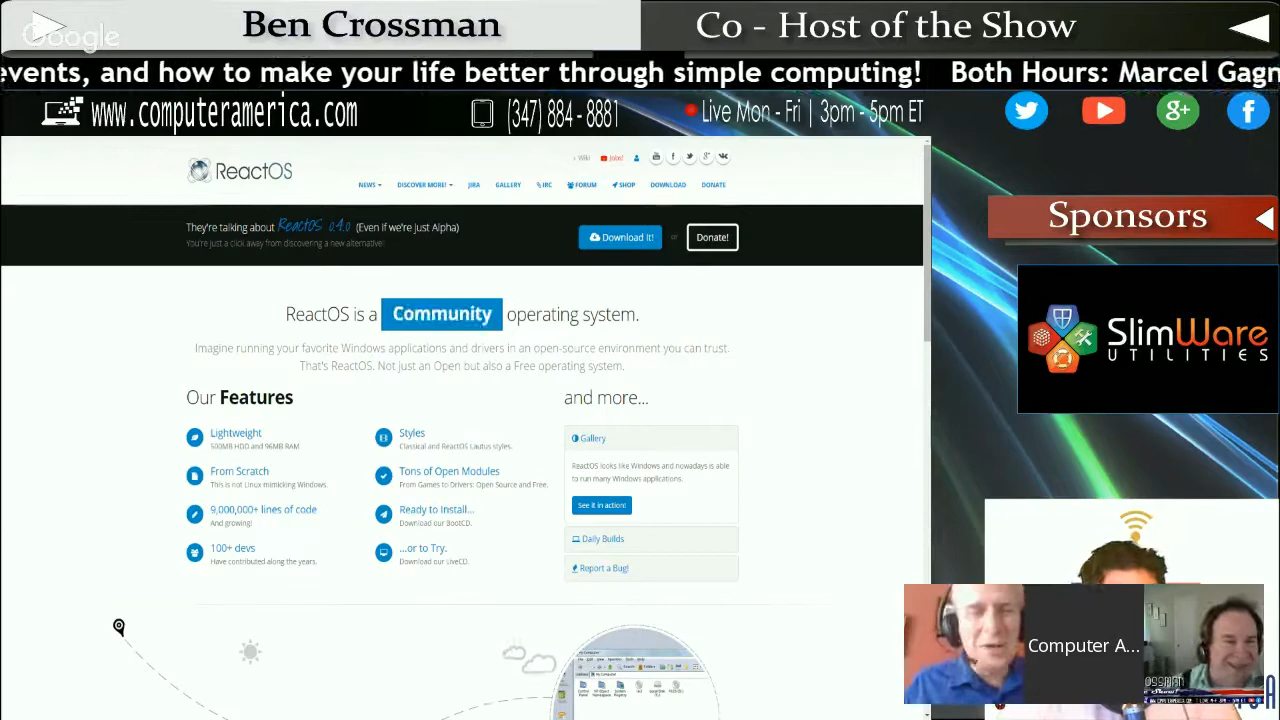 Google
Ben Crossman
Co - Host of the Show
events, and how to make your life better through simple computing! Both Hours: Marcel Gagn
www.computeramerica.com
(347) 884 - 8881
Live Mon - Fri | 3pm - 5pm ET
ReactOS
Wiki
Jobs!
NEWS
DISCOVER MORE!
JIRA
GALLERY
IRC
FORUM
SHOP
DOWNLOAD
DONATE
They're talking about ReactOS 0.4.0 (Even if we're just Alpha)
You're just a click away from discovering a new alternative!
Download It!
or
Donate!
Sponsors
SlimWare
UTILITIES
ReactOS is a Community operating system.
Imagine running your favorite Windows applications and drivers in an open-source environment you can trust.
That's ReactOS. Not just an Open but also a Free operating system.
Our Features
Lightweight
500MB HDD and 96MB RAM.
From Scratch
This is not Linux mimicking Windows.
9,000,000+ lines of code
And growing!
100+ devs
Have contributed along the years.
Styles
Classical and ReactOS Lautus styles.
Tons of Open Modules
From Games to Drivers: Open Source and Free.
Ready to Install...
Download our BootCD.
...or to Try.
Download our LiveCD.
and more...
Gallery
ReactOS looks like Windows and nowadays is able
to run many Windows applications.
See it in action!
Daily Builds
Report a Bug!
Computer A...